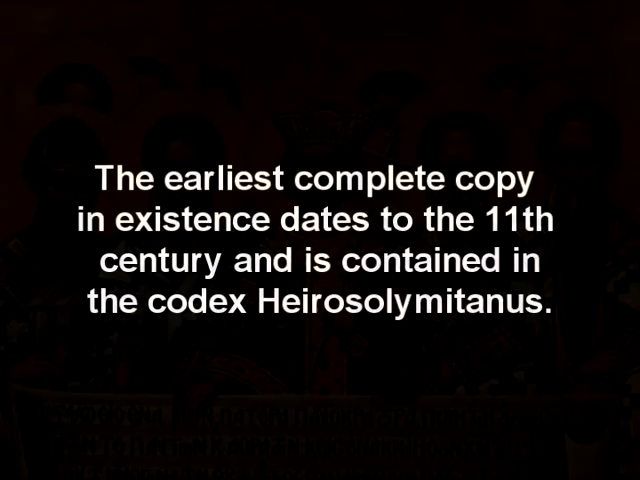 The earliest complete copy
in existence dates to the 11th
century and is contained in
the codex Heirosolymitanus.